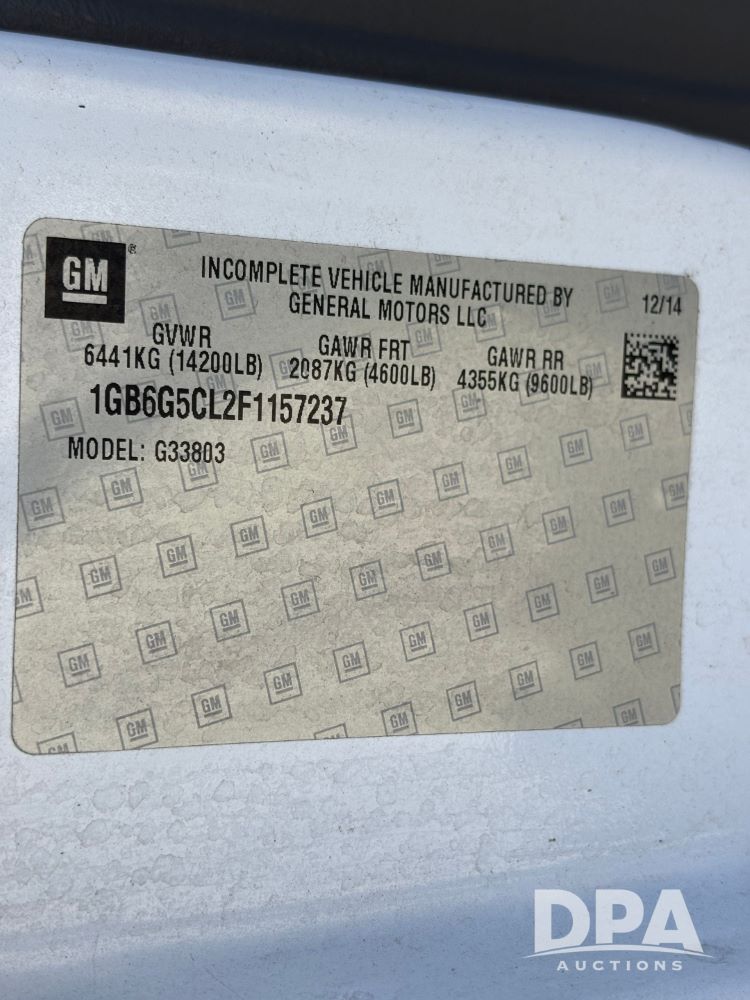 GM ®
INCOMPLETE VEHICLE MANUFACTURED BY
GENERAL MOTORS LLC
12/14
GVWR
6441KG (14200LB)
GAWR FRT
2087KG (4600LB)
GAWR RR
4355KG (9600LB)
1GB6G5CL2F1157237
MODEL: G33803
DPA
AUCTIONS